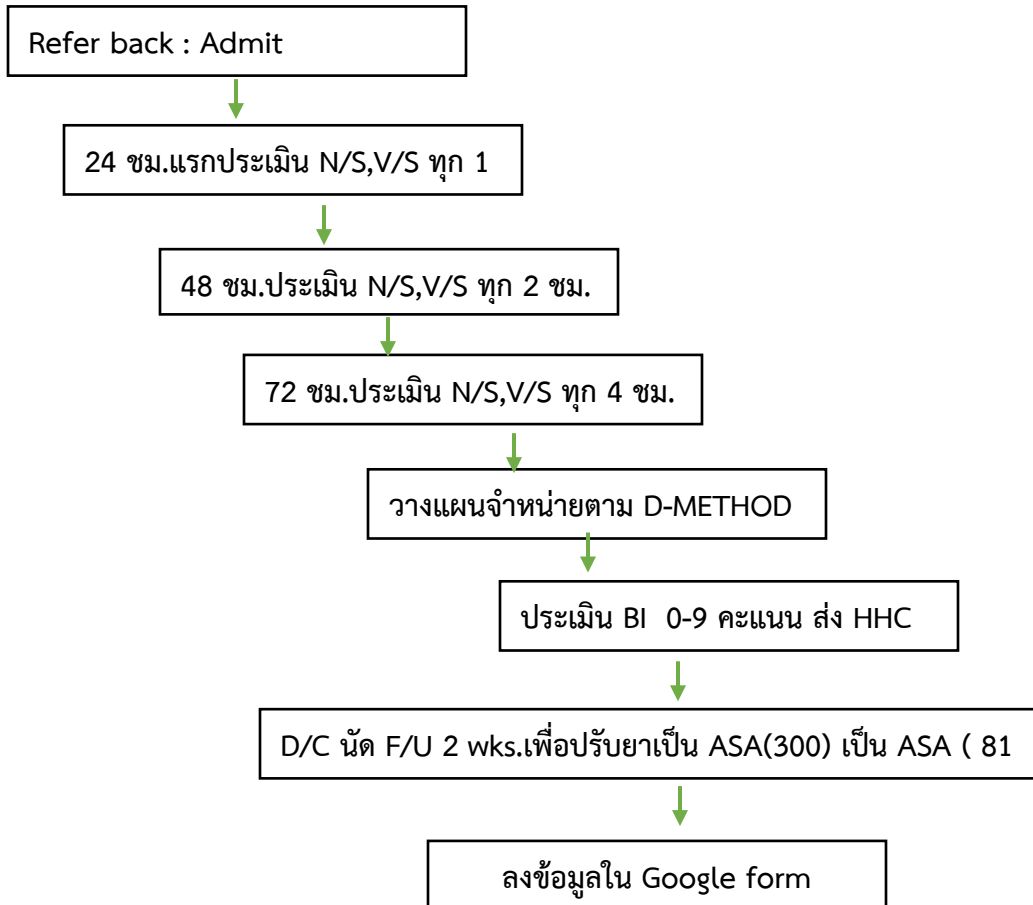 Refer back : Admit
24 ชม.แรกประเมิน N/S,V/S ทุก 1
48 ชม.ประเมิน N/S,V/S ทุก 2 ชม.
72 ชม.ประเมิน N/S,V/S ทุก 4 ชม.
วางแผนจำหน่ายตาม D-METHOD
ประเมิน BI 0-9 คะแนน ส่ง HHC
D/C นัด F/U 2 wks.เพื่อปรับยาเป็น ASA(300) เป็น ASA ( 81
ลงข้อมูลใน Google form